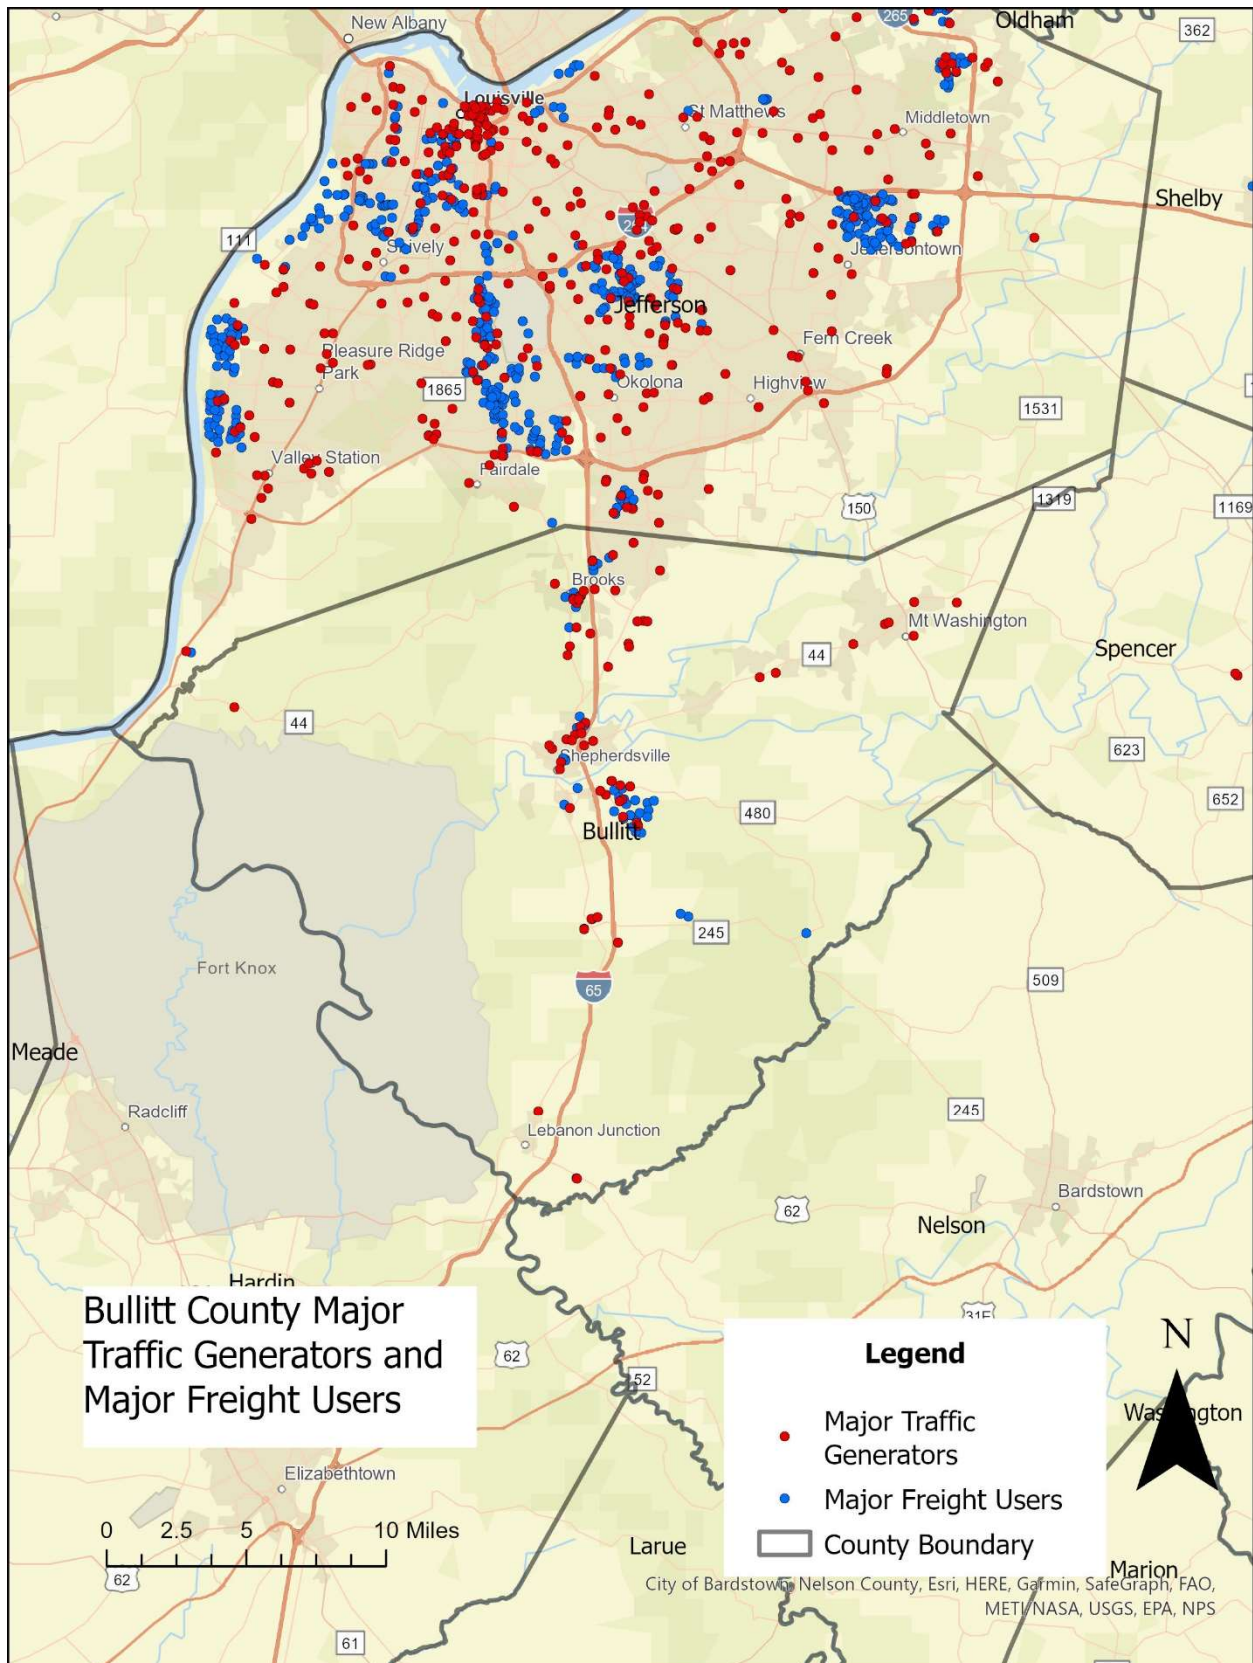 New Albany
265
Oldham
362
Louisville
St Matthews
Middletown
Shelby
111
264
Shively
Jeffersontown
Jefferson
Pleasure Ridge
Park
Fern Creek
1865
Okolona
Highview
1531
Valley Station
Fairdale
150
1319
1169
Brooks
Mt Washington
44
Spencer
44
Shepherdsville
623
652
480
Bullitt
245
Fort Knox
65
509
Meade
Radcliff
245
Lebanon Junction
Bardstown
62
Nelson
Hardin
31E
Bullitt County Major
Traffic Generators and
Major Freight Users
62
52
N
Washington
Legend
Major Traffic
Generators
Major Freight Users
County Boundary
Elizabethtown
0 2.5 5 10 Miles
62
Larue
Marion
City of Bardstown, Nelson County, Esri, HERE, Garmin, SafeGraph, FAO,
METI/NASA, USGS, EPA, NPS
61